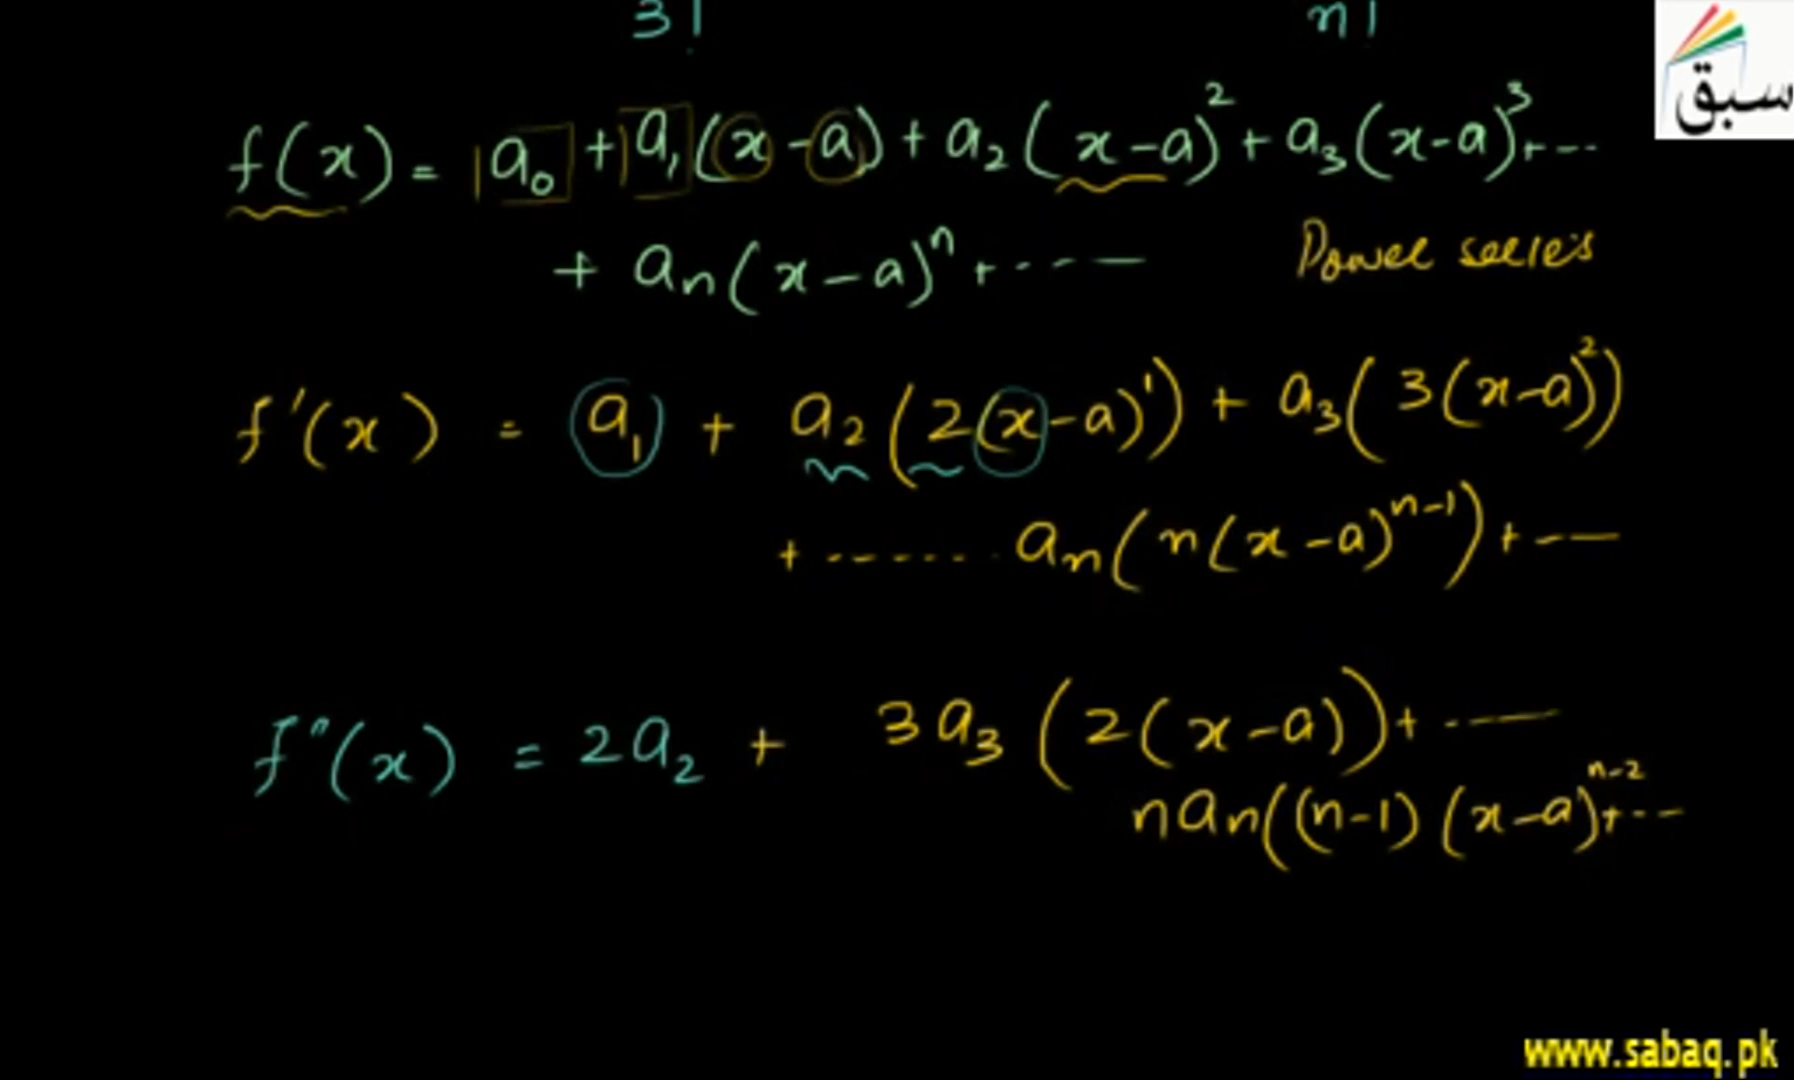 3! n!
سبق
f(x) = a₀ + a₁(x-a) + a₂(x-a)² + a₃(x-a)³+...
+ aₙ(x-a)ⁿ+....
Power series
f'(x) = a₁ + a₂(2(x-a)¹) + a₃(3(x-a)²)
+ ...... aₙ(n(x-a)ⁿ⁻¹)+...
f"(x) = 2a₂ + 3a₃(2(x-a))+...
naₙ((n-1)(x-a)ⁿ⁻²+...
www.sabaq.pk